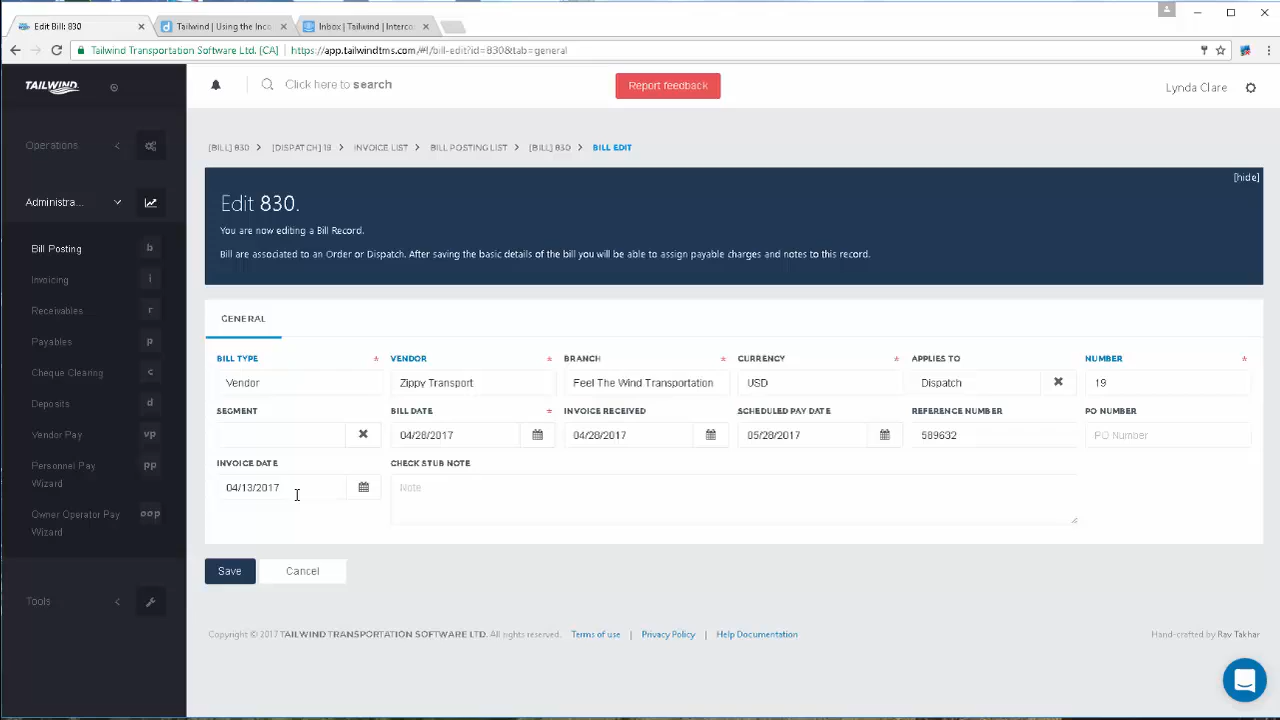 Edit Bill: 830
Tailwind | Using the Inco
Inbox | Tailwind | Interco
Tailwind Transportation Software Ltd. [CA]
https://app.tailwindtms.com/#!/bill-edit?id=830&tab=general
TAILWIND
Click here to search
Report feedback
Lynda Clare
Operations
[BILL] 830 > [DISPATCH] 19 > INVOICE LIST > BILL POSTING LIST > [BILL] 830 > BILL EDIT
[hide]
Administra...
Edit 830.
You are now editing a Bill Record.
Bill are associated to an Order or Dispatch. After saving the basic details of the bill you will be able to assign payable charges and notes to this record.
Bill Posting b
Invoicing i
Receivables r
Payables p
Cheque Clearing c
Deposits d
Vendor Pay vp
Personnel Pay pp
Wizard
Owner Operator Pay oop
Wizard
Tools
GENERAL
BILL TYPE * VENDOR * BRANCH * CURRENCY * APPLIES TO NUMBER *
Vendor Zippy Transport Feel The Wind Transportation USD Dispatch 19
SEGMENT BILL DATE * INVOICE RECEIVED SCHEDULED PAY DATE REFERENCE NUMBER PO NUMBER
04/28/2017 04/28/2017 05/28/2017 589632 PO Number
INVOICE DATE CHECK STUB NOTE
04/13/2017 Note
Save Cancel
Copyright © 2017 TAILWIND TRANSPORTATION SOFTWARE LTD. All rights reserved. Terms of use | Privacy Policy | Help Documentation
Hand-crafted by Rav Takhar